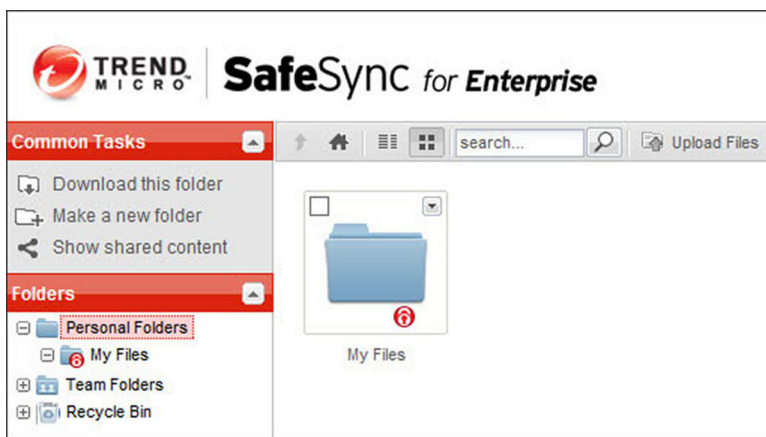 TREND MICRO SafeSync for Enterprise
Common Tasks
search...
Upload Files
Download this folder
Make a new folder
Show shared content
Folders
Personal Folders
My Files
Team Folders
Recycle Bin
My Files